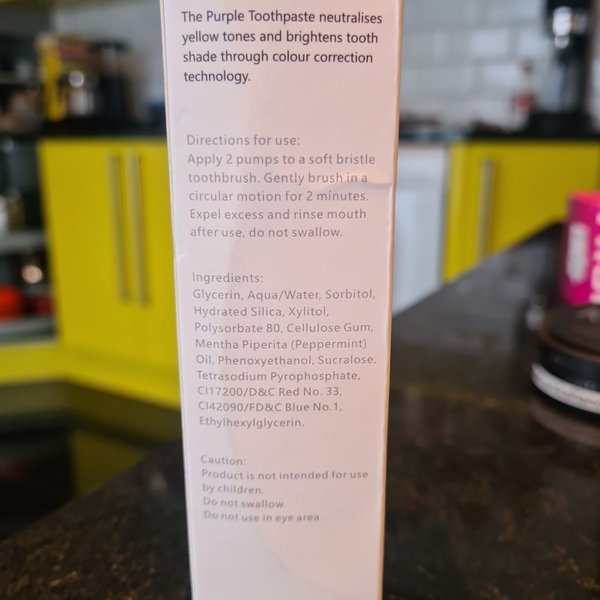 The Purple Toothpaste neutralises
yellow tones and brightens tooth
shade through colour correction
technology.
Directions for use:
Apply 2 pumps to a soft bristle
toothbrush. Gently brush in a
circular motion for 2 minutes.
Expel excess and rinse mouth
after use, do not swallow.
Ingredients:
Glycerin, Aqua/Water, Sorbitol,
Hydrated Silica, Xylitol,
Polysorbate 80, Cellulose Gum,
Mentha Piperita (Peppermint)
Oil, Phenoxyethanol, Sucralose,
Tetrasodium Pyrophosphate,
CI17200/D&C Red No. 33,
CI42090/FD&C Blue No.1,
Ethylhexylglycerin.
Caution:
Product is not intended for use
by children.
Do not swallow.
Do not use in eye area.